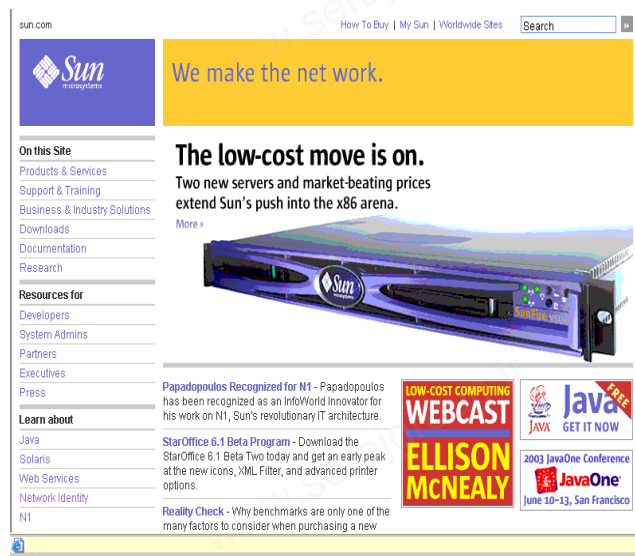 sun.com
How To Buy | My Sun | Worldwide Sites
Search
»
Sun
microsystems
We make the net work.
On this Site
Products & Services
Support & Training
Business & Industry Solutions
Downloads
Documentation
Research
Resources for
Developers
System Admins
Partners
Executives
Press
Learn about
Java
Solaris
Web Services
Network Identity
N1
The low-cost move is on.
Two new servers and market-beating prices
extend Sun's push into the x86 arena.
More »
Sun
microsystems
SunFire
Papadopoulos Recognized for N1 - Papadopoulos
has been recognized as an InfoWorld Innovator for
his work on N1, Sun's revolutionary IT architecture.
StarOffice 6.1 Beta Program - Download the
StarOffice 6.1 Beta Two today and get an early peak
at the new icons, XML Filter, and advanced printer
options.
Reality Check - Why benchmarks are only one of the
many factors to consider when purchasing a new
LOW-COST COMPUTING
WEBCAST
ELLISON
MCNEALY
JAVA
Java
FREE
GET IT NOW
2003 JavaOne Conference
JavaOne
June 10-13, San Francisco